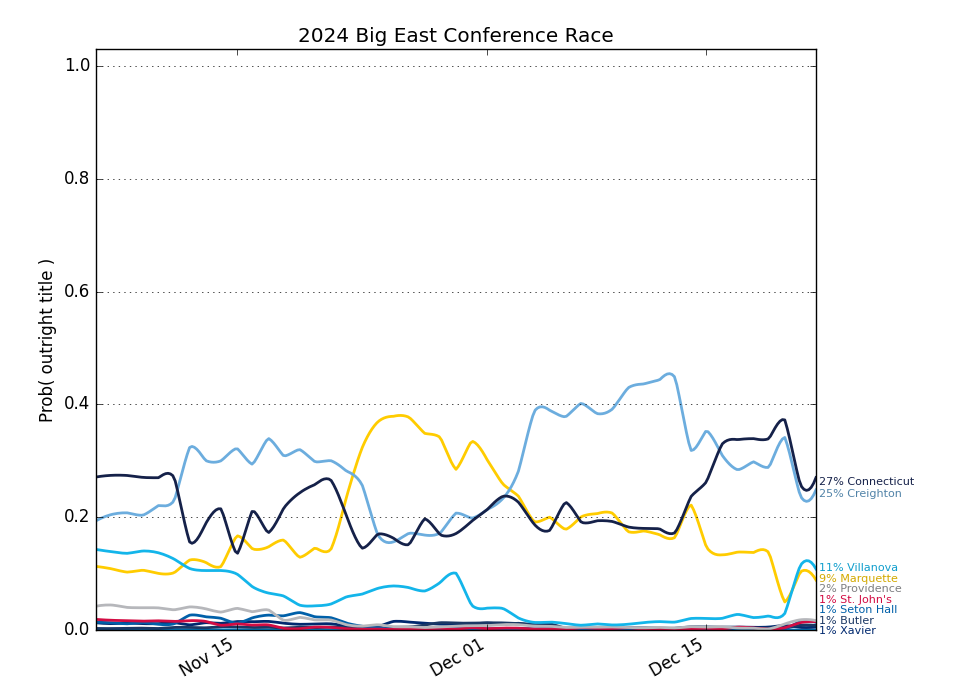 2024 Big East Conference Race
Prob( outright title )
1.0
0.8
0.6
0.4
0.2
0.0
Nov 15
Dec 01
Dec 15
27% Connecticut
25% Creighton
11% Villanova
9% Marquette
2% Providence
1% St. John's
1% Seton Hall
1% Butler
1% Xavier